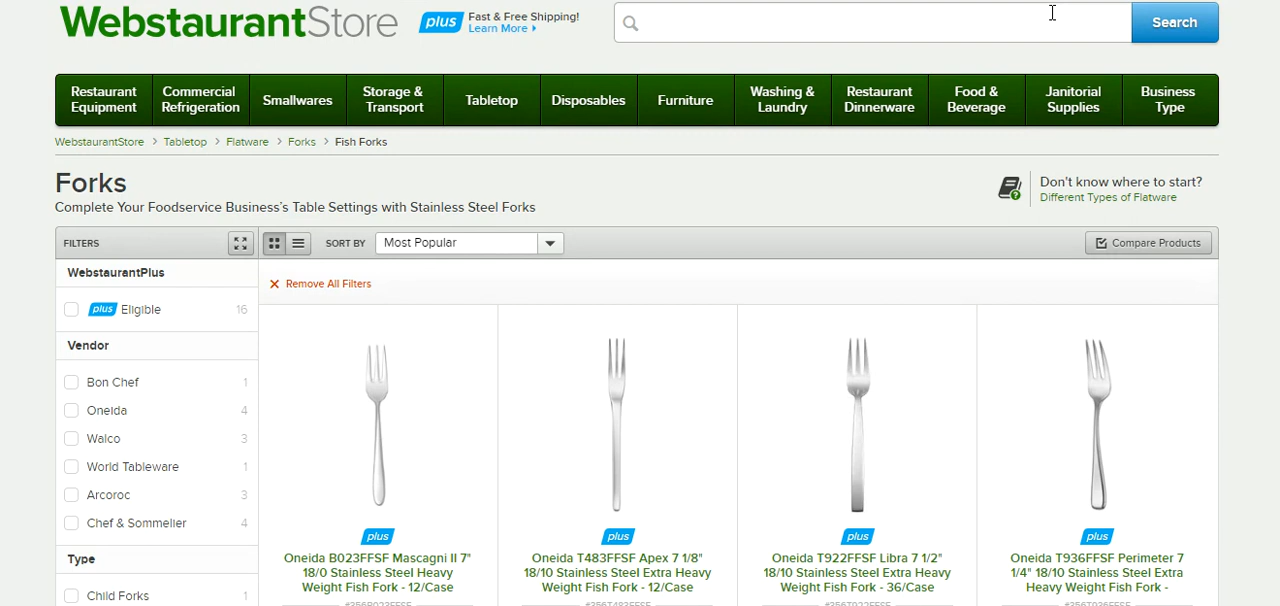 WebstaurantStore
plus Fast & Free Shipping!
Learn More
Search
Restaurant Equipment
Commercial Refrigeration
Smallwares
Storage & Transport
Tabletop
Disposables
Furniture
Washing & Laundry
Restaurant Dinnerware
Food & Beverage
Janitorial Supplies
Business Type
WebstaurantStore > Tabletop > Flatware > Forks > Fish Forks
Forks
Complete Your Foodservice Business's Table Settings with Stainless Steel Forks
Don't know where to start?
Different Types of Flatware
FILTERS
SORT BY Most Popular
Compare Products
WebstaurantPlus
plus Eligible 16
Vendor
Bon Chef 1
Oneida 4
Walco 3
World Tableware 1
Arcoroc 3
Chef & Sommelier 4
Type
Child Forks 1
Remove All Filters
plus
Oneida B023FFSF Mascagni II 7"
18/0 Stainless Steel Heavy
Weight Fish Fork - 12/Case
#356B023FFSF
plus
Oneida T483FFSF Apex 7 1/8"
18/10 Stainless Steel Extra Heavy
Weight Fish Fork - 12/Case
#356T483FFSF
plus
Oneida T922FFSF Libra 7 1/2"
18/10 Stainless Steel Extra Heavy
Weight Fish Fork - 36/Case
#356T922FFSF
plus
Oneida T936FFSF Perimeter 7
1/4" 18/10 Stainless Steel Extra
Heavy Weight Fish Fork -
#356T936FFSF